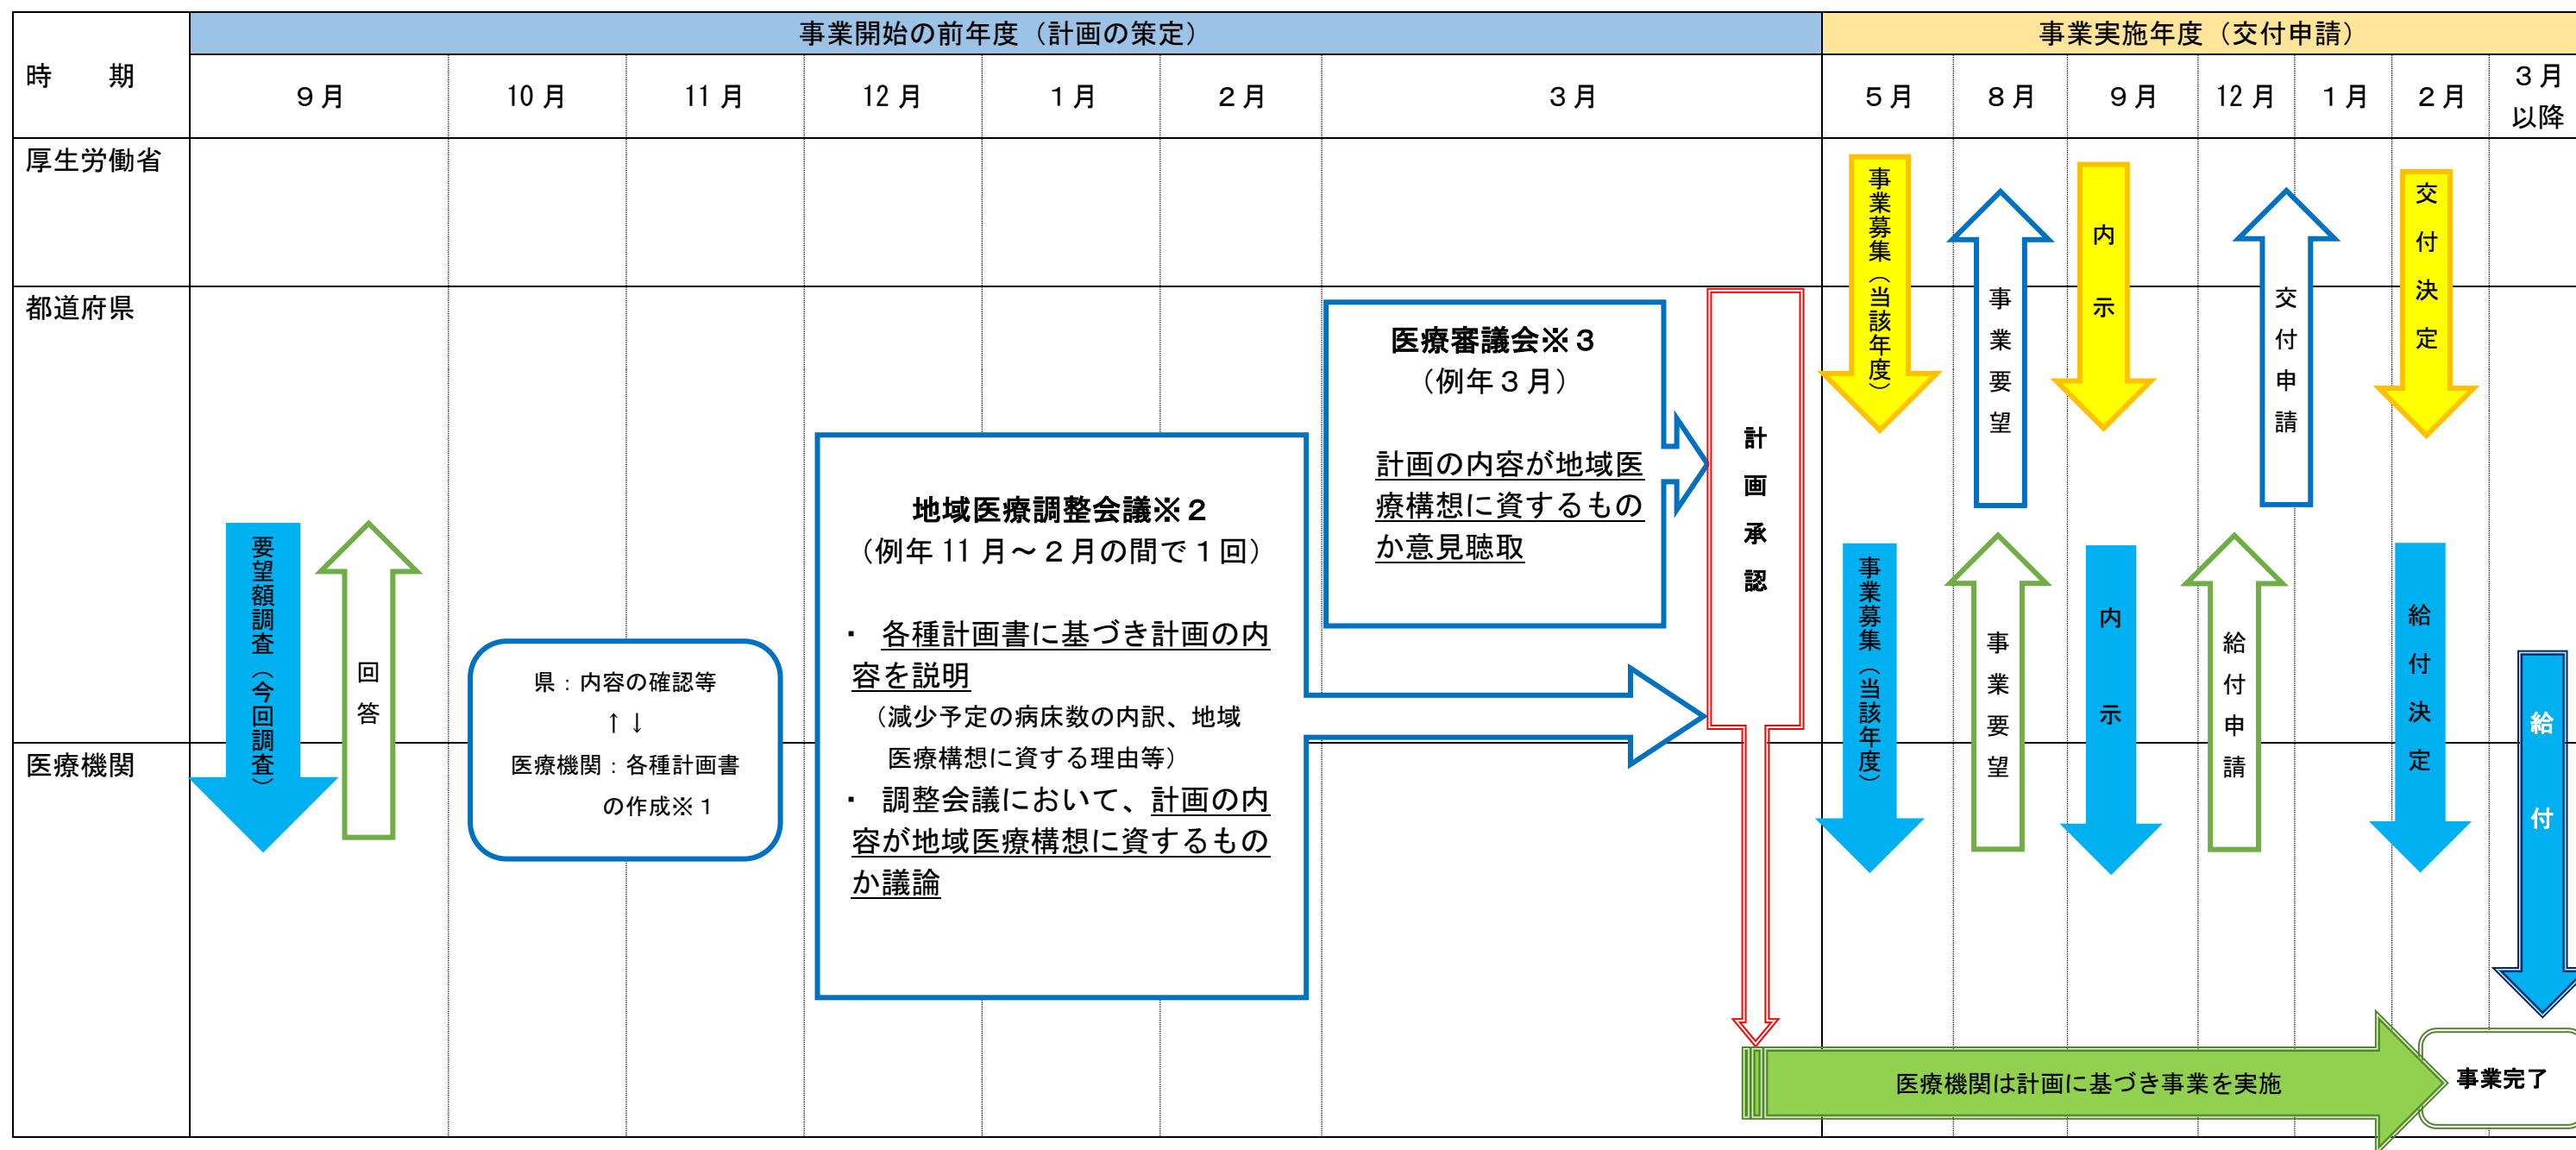 時　　期
事業開始の前年度（計画の策定）
事業実施年度（交付申請）
９月
10 月
11 月
12 月
１月
２月
３月
５月
８月
９月
12 月
１月
２月
３月
以降
厚生労働省
都道府県
医療機関
要望額調査（今回調査）
回答
県：内容の確認等
↑↓
医療機関：各種計画書
の作成※１
地域医療調整会議※２
（例年 11 月～２月の間で１回）
・ 各種計画書に基づき計画の内
容を説明
（減少予定の病床数の内訳、地域
医療構想に資する理由等）
・ 調整会議において、計画の内
容が地域医療構想に資するもの
か議論
医療審議会※３
（例年３月）
計画の内容が地域医
療構想に資するもの
か意見聴取
計画承認
事業募集（当該年度）
事業要望
内示
交付申請
交付決定
事業募集（当該年度）
事業要望
内示
給付申請
給付決定
給付
医療機関は計画に基づき事業を実施
事業完了